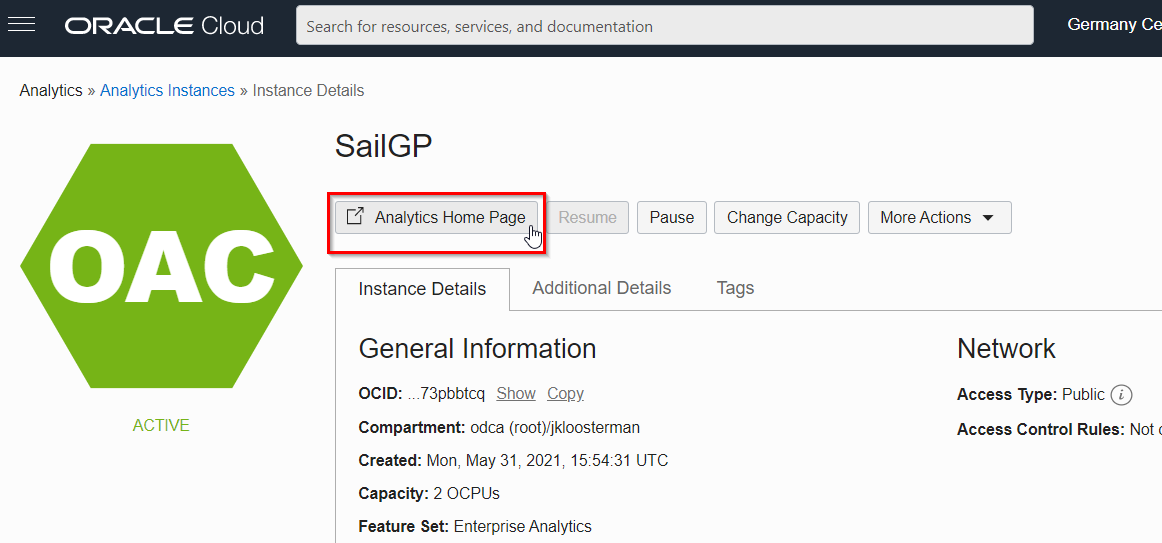 ORACLE Cloud
Search for resources, services, and documentation
Germany Ce
Analytics » Analytics Instances » Instance Details
OAC
ACTIVE
SailGP
Analytics Home Page
Resume
Pause
Change Capacity
More Actions
Instance Details
Additional Details
Tags
General Information
OCID: ...73pbbtcq Show Copy
Compartment: odca (root)/jkloosterman
Created: Mon, May 31, 2021, 15:54:31 UTC
Capacity: 2 OCPUs
Feature Set: Enterprise Analytics
Network
Access Type: Public i
Access Control Rules: Not